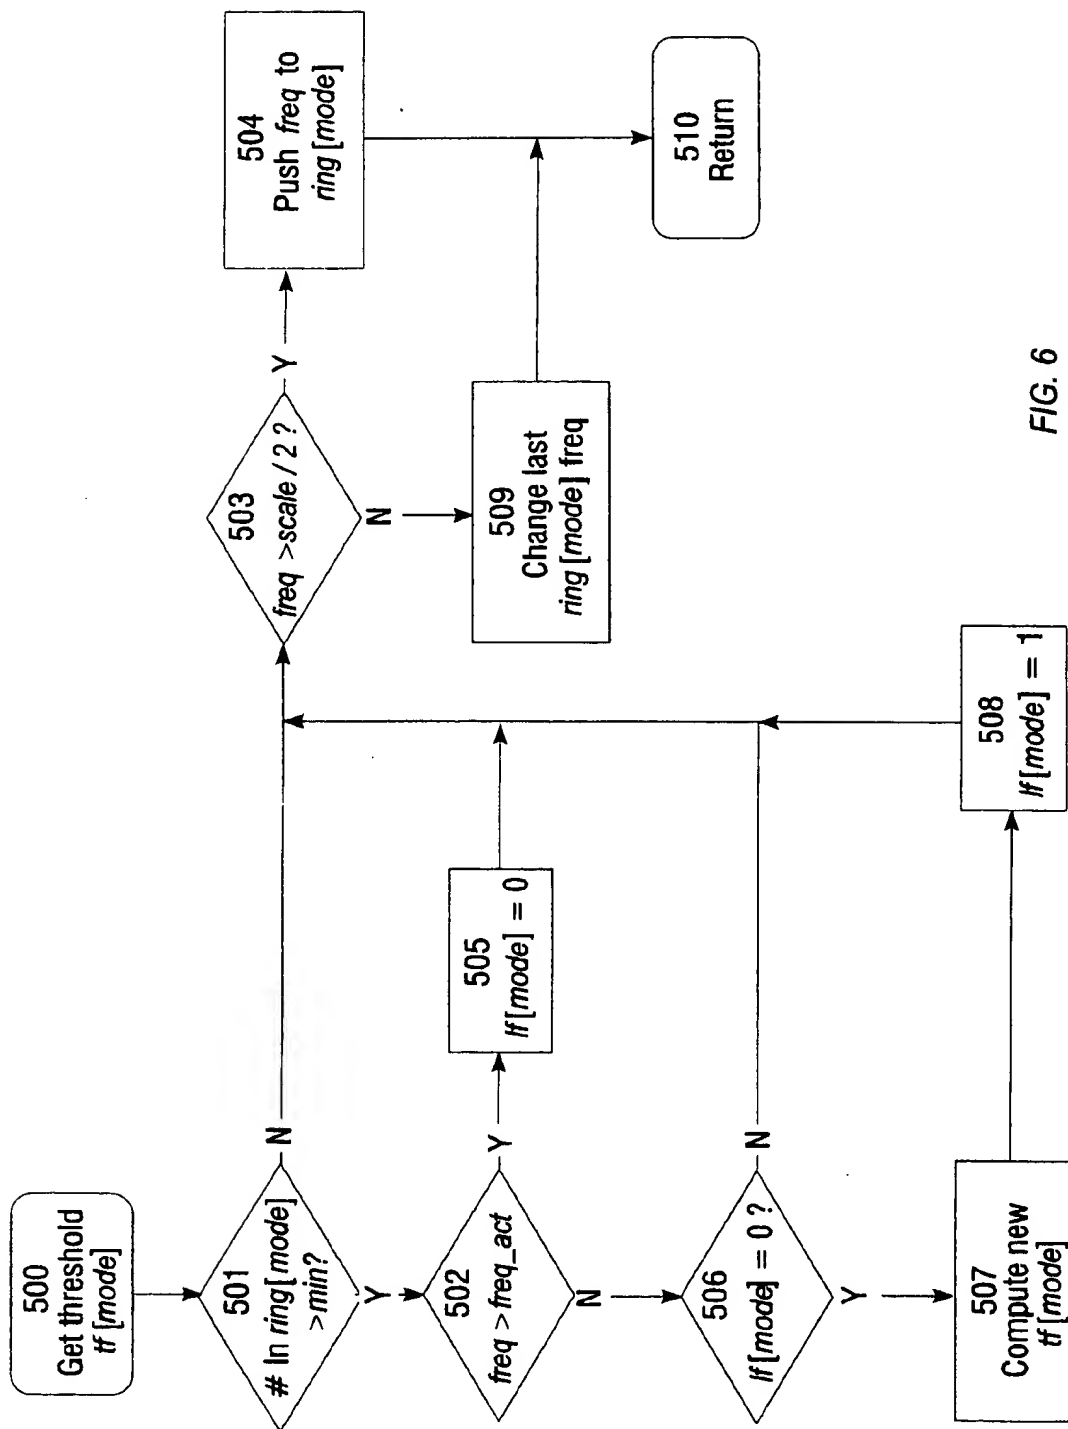 500
Get threshold
tf [mode]
501
# In ring [mode]
>min?
N
Y
502
freq > freq_act
Y
N
505
lf [mode] = 0
506
lf [mode] = 0 ?
N
Y
507
Compute new
tf [mode]
508
lf [mode] = 1
503
freq >scale / 2 ?
Y
N
504
Push freq to
ring [mode]
509
Change last
ring [mode] freq
510
Return
FIG. 6